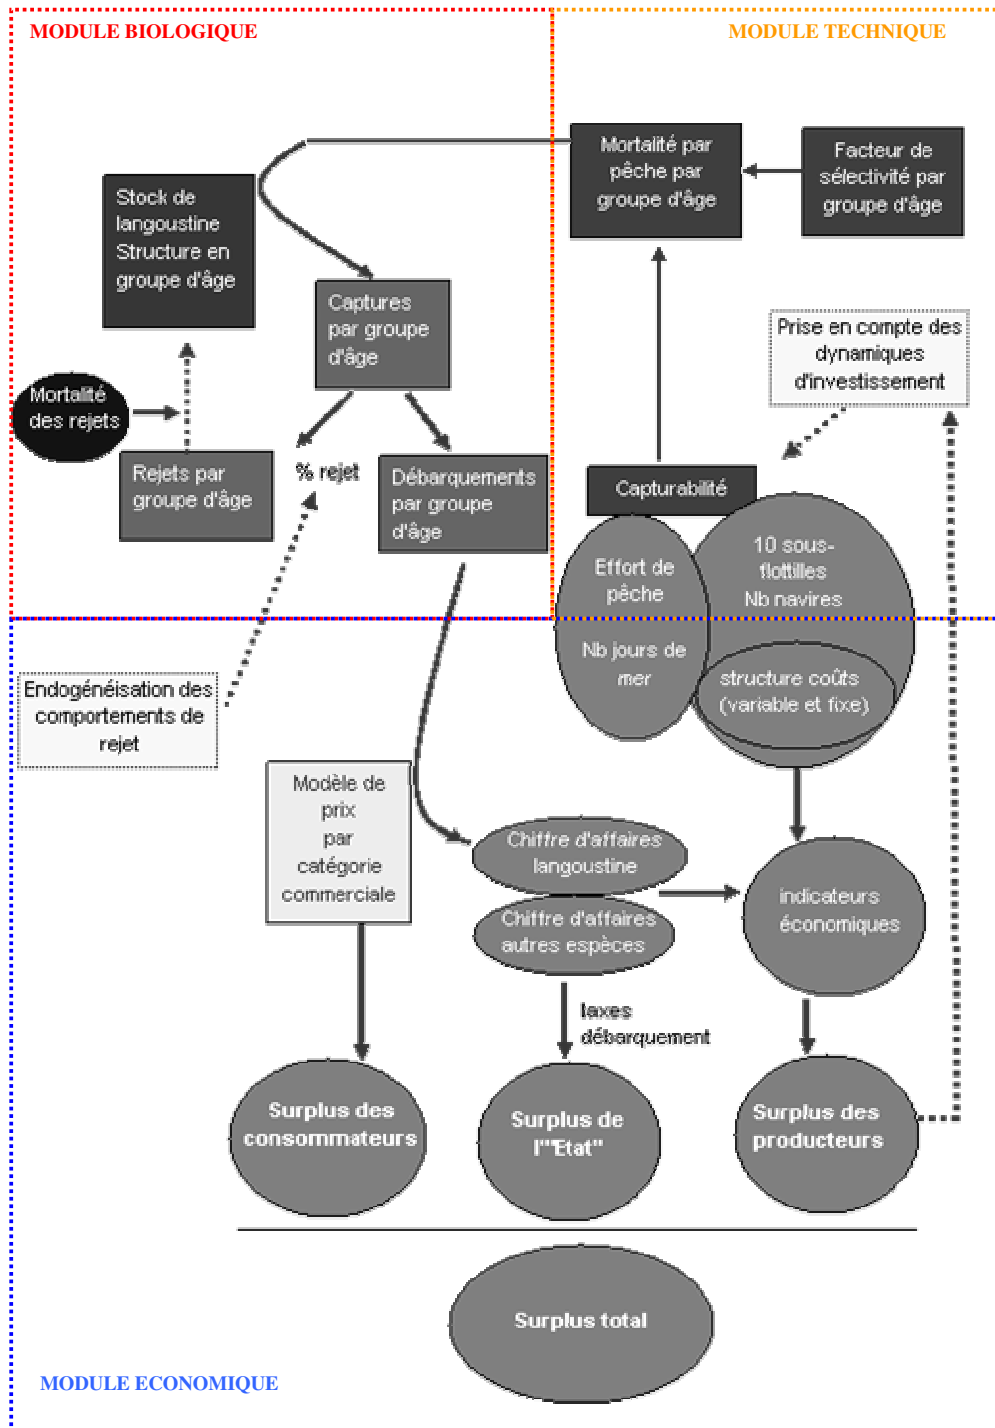 MODULE BIOLOGIQUE
MODULE TECHNIQUE
Mortalité par
pêche par
groupe d'âge
Facteur de
sélectivité par
groupe d'âge
Stock de
langoustine
Structure en
groupe d'âge
Captures
par groupe
d'âge
Prise en compte des
dynamiques
d'investissement
Mortalité
des rejets
Rejets par
groupe d'âge
% rejet
Débarquements
par groupe
d'âge
Capturabilité
Effort de
pêche
Nb jours de
mer
10 sous-
flottilles
Nb navires
structure coûts
(variable et fixe)
Endogénéisation des
comportements de
rejet
Modèle de
prix
par
catégorie
commerciale
Chiffre d'affaires
langoustine
Chiffre d'affaires
autres espèces
indicateurs
économiques
taxes
débarquement
Surplus des
consommateurs
Surplus de
l'"Etat"
Surplus des
producteurs
Surplus total
MODULE ECONOMIQUE